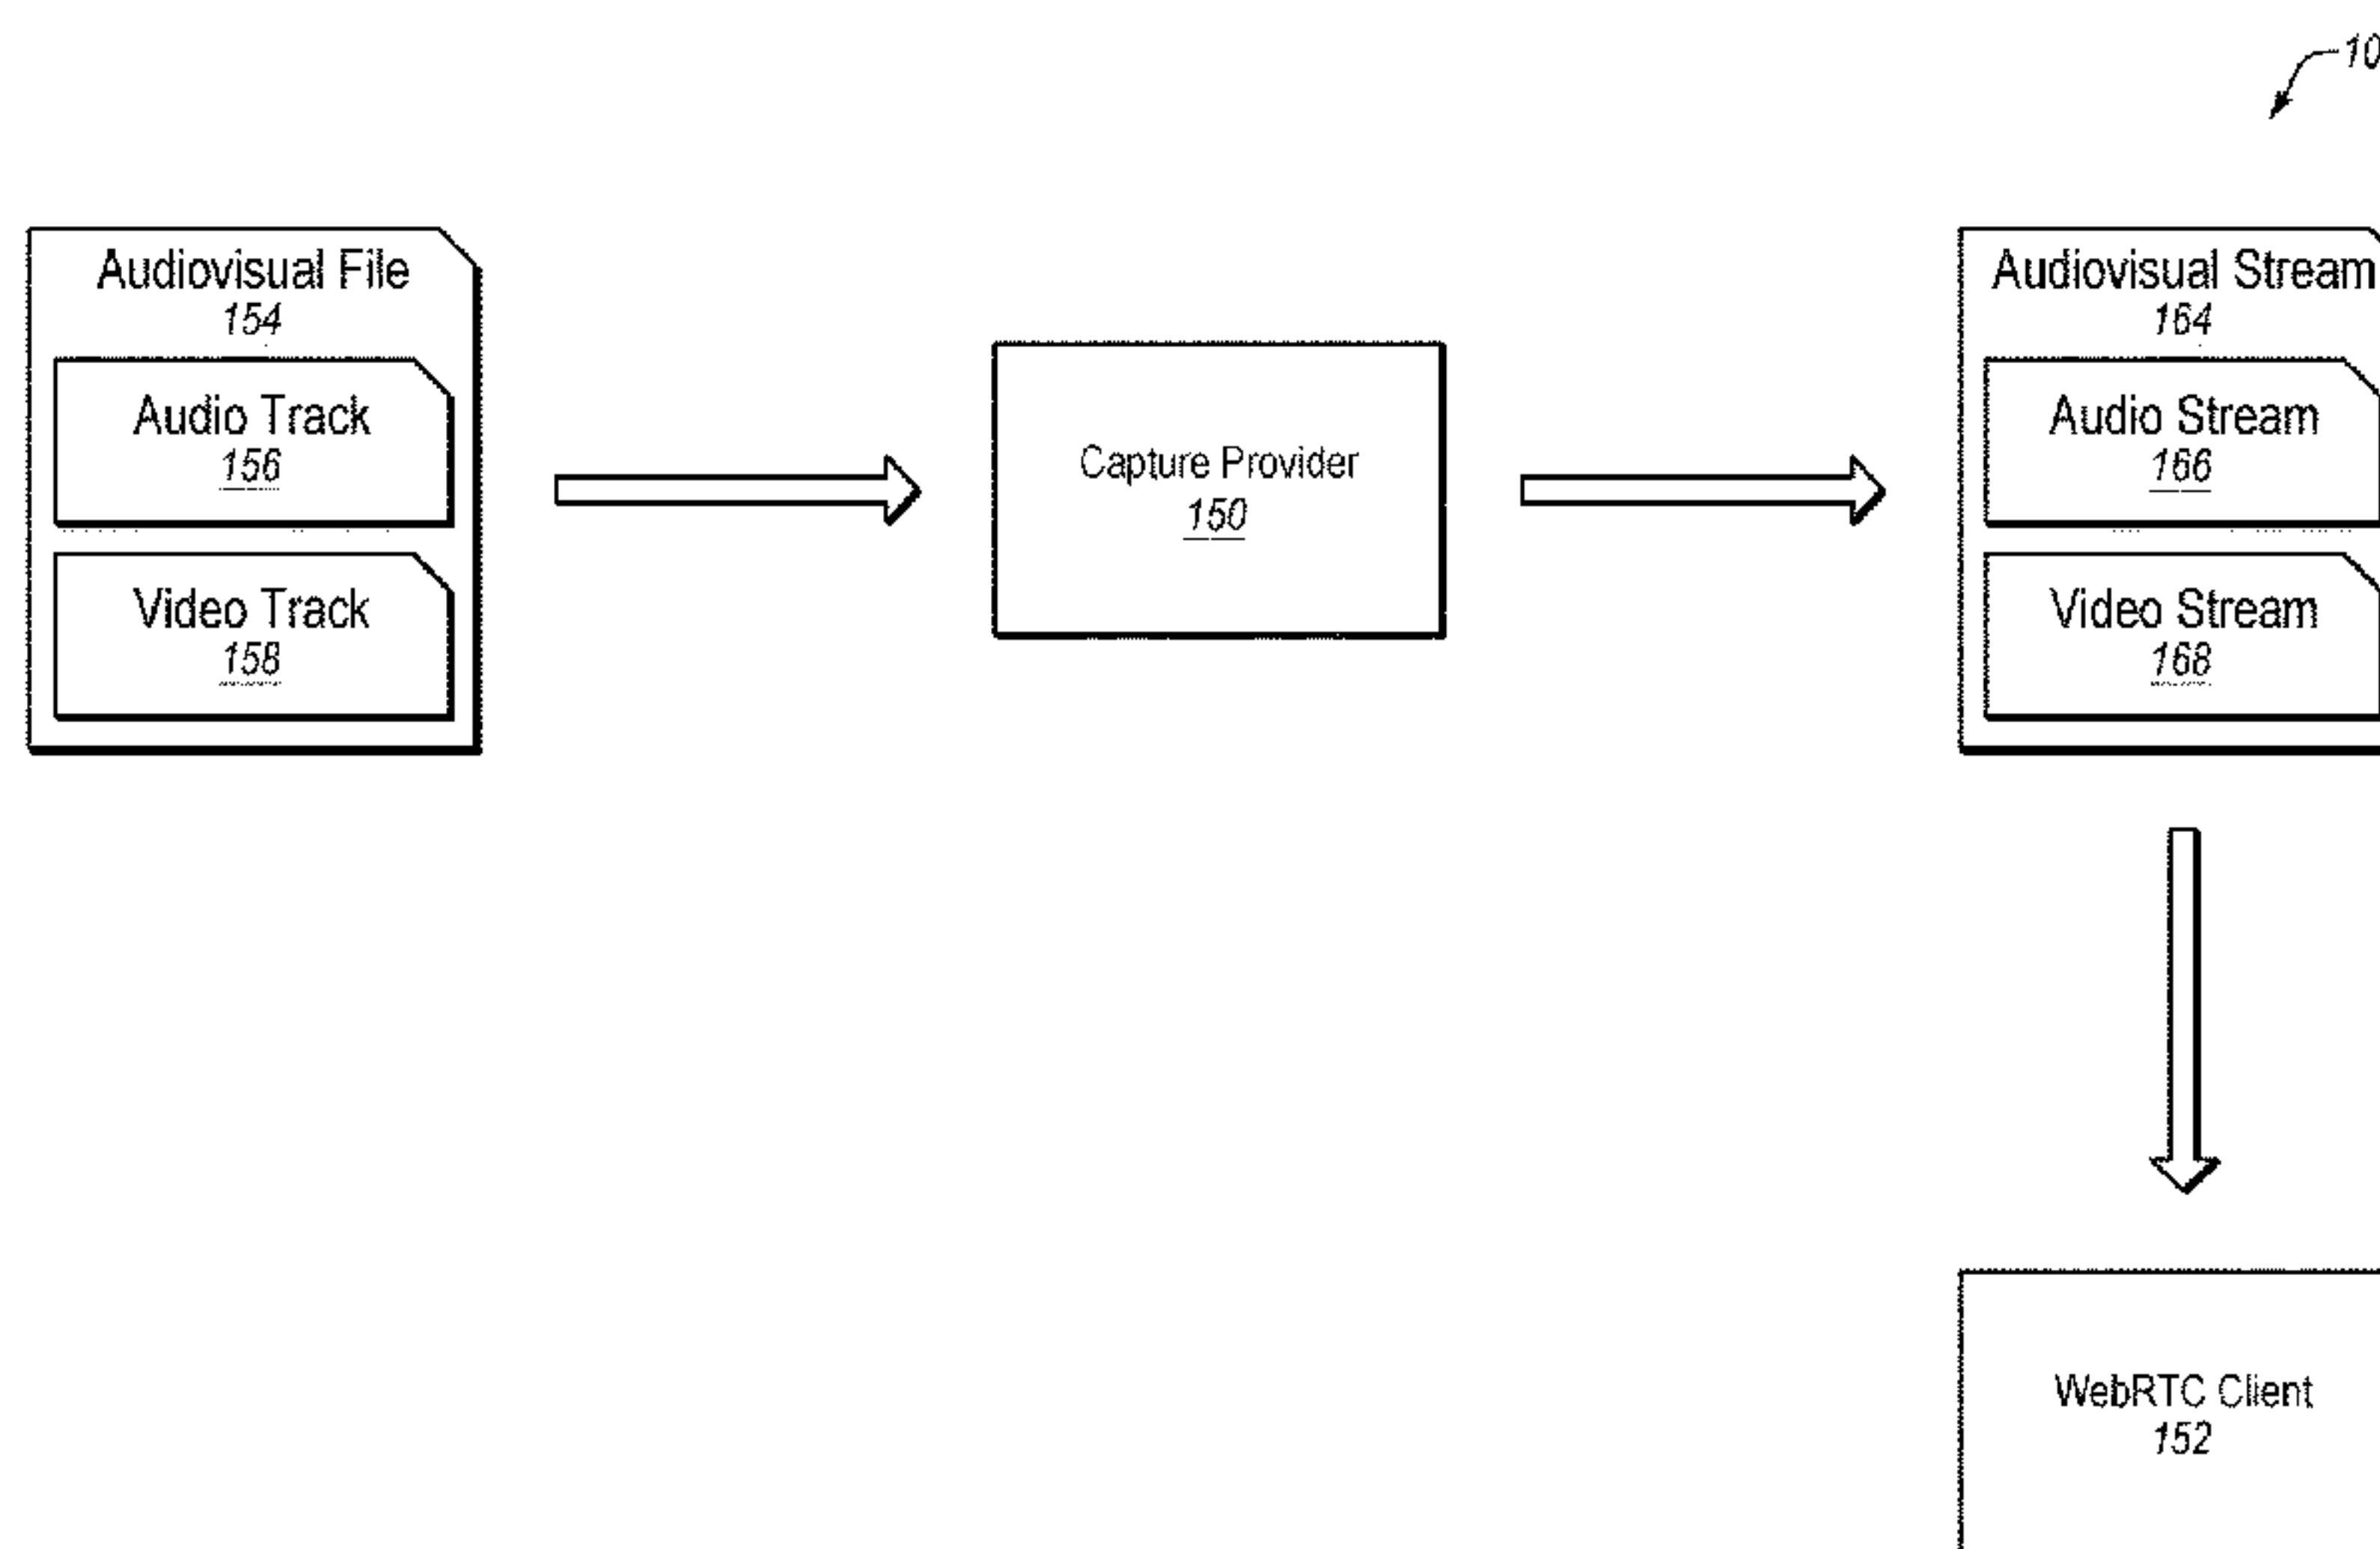 10
Audiovisual File
154
Audio Track
156
Video Track
158
Capture Provider
150
Audiovisual Stream
164
Audio Stream
166
Video Stream
168
WebRTC Client
152